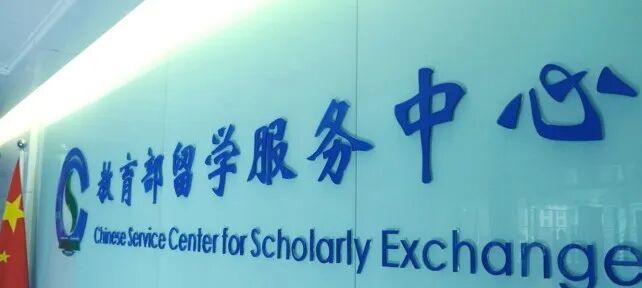 教育部留学服务中心
Chinese Service Center for Scholarly Exchange